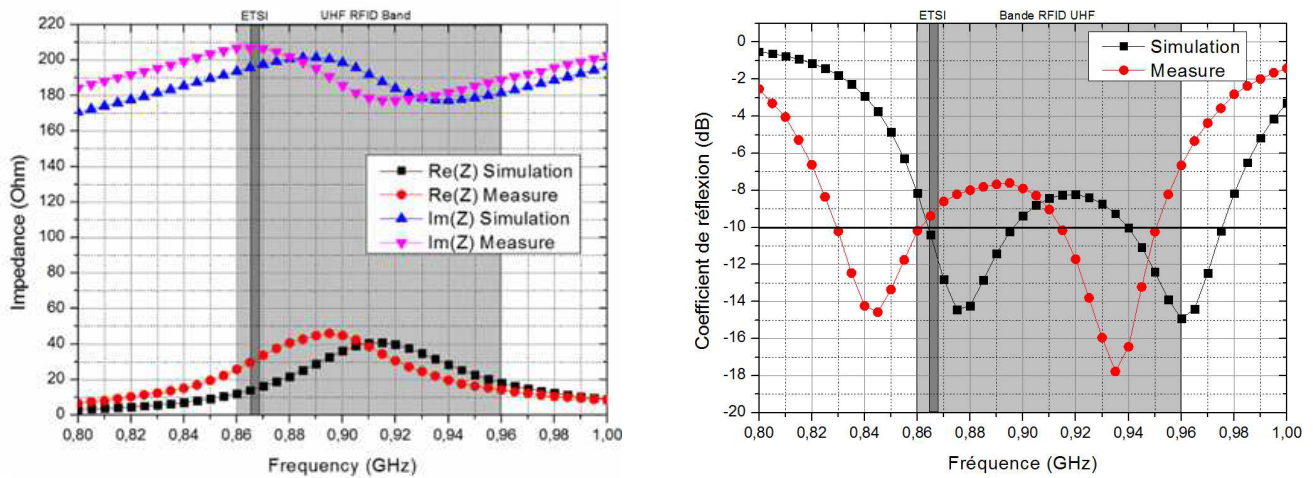 ETSI UHF RFID Band
220
200
180
160
140
120
100
80
60
40
20
0
Impedance (Ohm)
Re(Z) Simulation
Re(Z) Measure
Im(Z) Simulation
Im(Z) Measure
0,80 0,82 0,84 0,86 0,88 0,90 0,92 0,94 0,96 0,98 1,00
Frequency (GHz)
ETSI Bande RFID UHF
0
-2
-4
-6
-8
-10
-12
-14
-16
-18
-20
Coefficient de réflexion (dB)
Simulation
Measure
0,80 0,82 0,84 0,86 0,88 0,90 0,92 0,94 0,96 0,98 1,00
Fréquence (GHz)